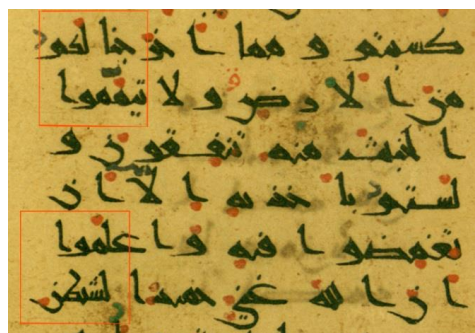 كسبتم و مما اخرجنا لكم
من الارض و لا تيمموا
الخبيث منه تنفقون و
لستم باخذيه الا ان
تغمضوا فيه و اعلموا
ان الله غني حميد الشيطن